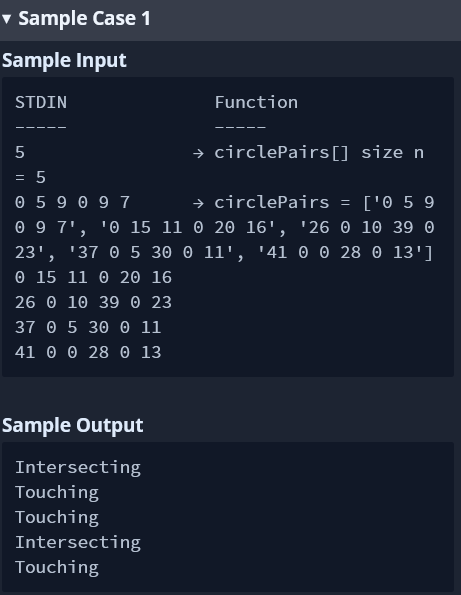 ▾ Sample Case 1
Sample Input
STDIN Function
----- -----
5 → circlePairs[] size n
= 5
0 5 9 0 9 7 → circlePairs = ['0 5 9
0 9 7', '0 15 11 0 20 16', '26 0 10 39 0
23', '37 0 5 30 0 11', '41 0 0 28 0 13']
0 15 11 0 20 16
26 0 10 39 0 23
37 0 5 30 0 11
41 0 0 28 0 13
Sample Output
Intersecting
Touching
Touching
Intersecting
Touching